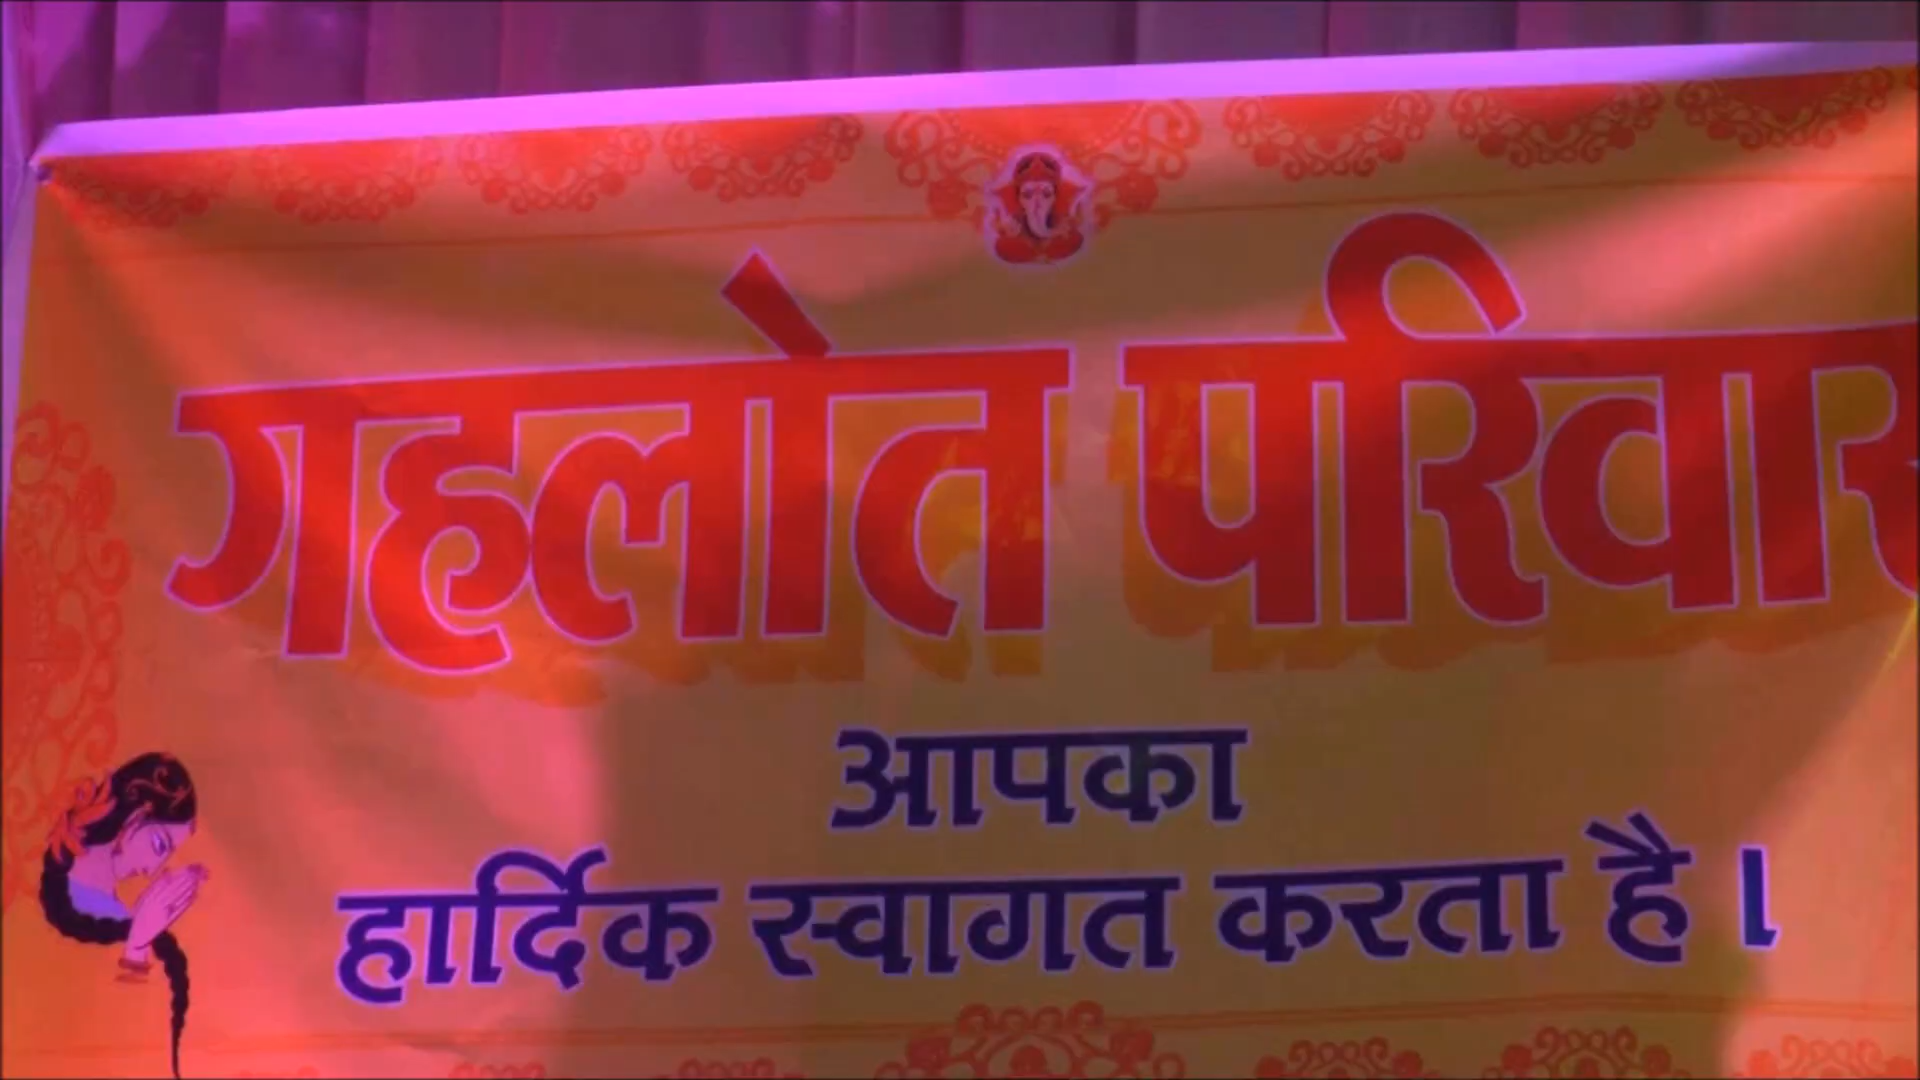 गहलोत परिवार
आपका
हार्दिक स्वागत करता है ।